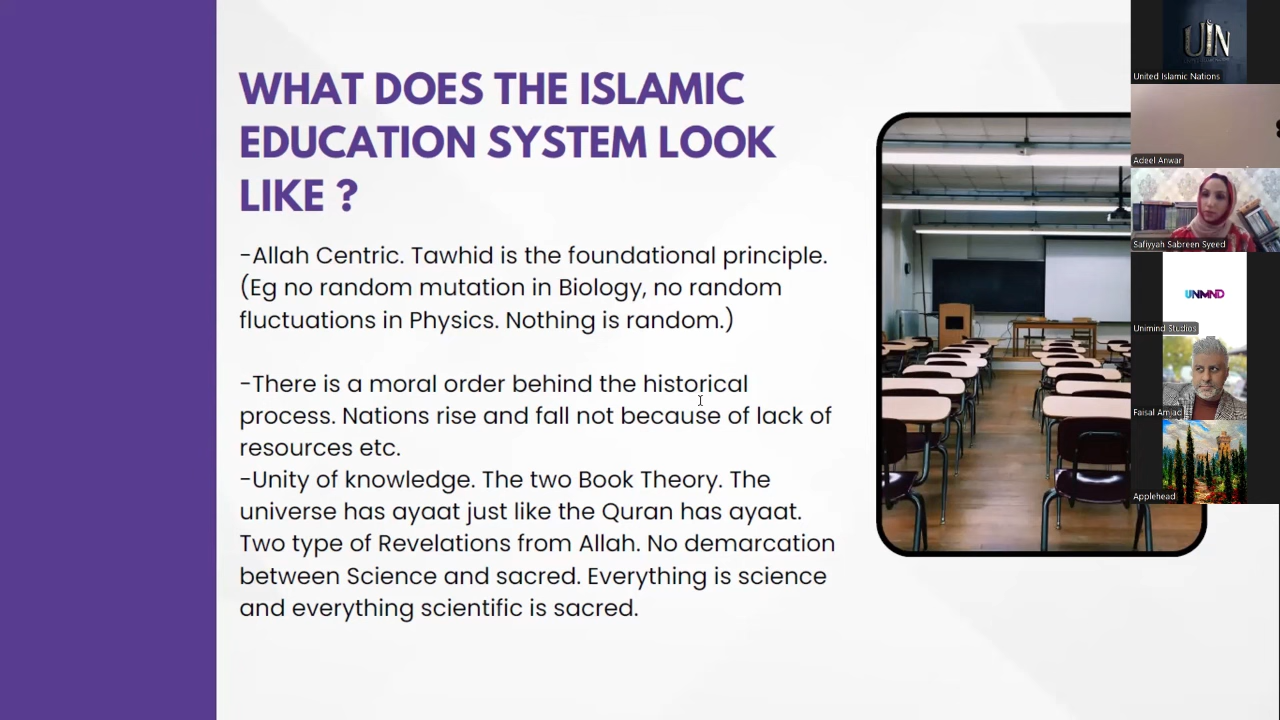 WHAT DOES THE ISLAMIC
EDUCATION SYSTEM LOOK
LIKE ?
-Allah Centric. Tawhid is the foundational principle.
(Eg no random mutation in Biology, no random
fluctuations in Physics. Nothing is random.)
-There is a moral order behind the historical
process. Nations rise and fall not because of lack of
resources etc.
-Unity of knowledge. The two Book Theory. The
universe has ayaat just like the Quran has ayaat.
Two type of Revelations from Allah. No demarcation
between Science and sacred. Everything is science
and everything scientific is sacred.
UIN
United Islamic Nations
Adeel Anwar
Safiyyah Sabreen Syeed
UNMND
Unimind Studios
Faisal Amjad
Applehead